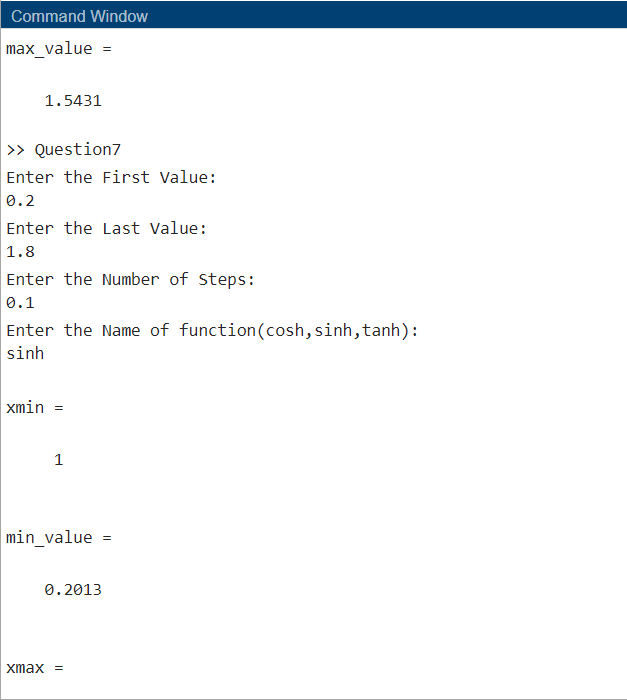 Command Window
max_value =
1.5431
>> Question7
Enter the First Value:
0.2
Enter the Last Value:
1.8
Enter the Number of Steps:
0.1
Enter the Name of function(cosh,sinh,tanh):
sinh
xmin =
1
min_value =
0.2013
xmax =